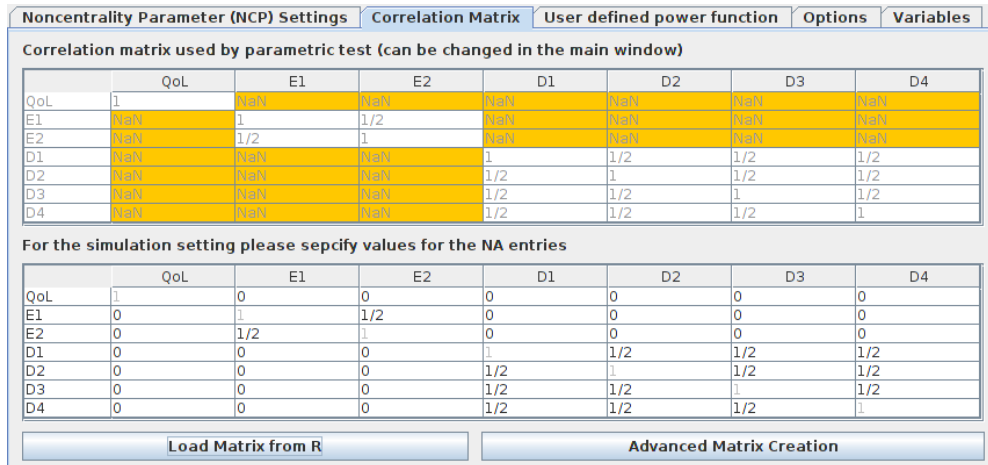 Noncentrality Parameter (NCP) Settings Correlation Matrix User defined power function Options Variables
Correlation matrix used by parametric test (can be changed in the main window)
QoL E1 E2 D1 D2 D3 D4
QoL 1 NaN NaN NaN NaN NaN NaN
E1 NaN 1 1/2 NaN NaN NaN NaN
E2 NaN 1/2 1 NaN NaN NaN NaN
D1 NaN NaN NaN 1 1/2 1/2 1/2
D2 NaN NaN NaN 1/2 1 1/2 1/2
D3 NaN NaN NaN 1/2 1/2 1 1/2
D4 NaN NaN NaN 1/2 1/2 1/2 1
For the simulation setting please sepcify values for the NA entries
QoL E1 E2 D1 D2 D3 D4
QoL 1 0 0 0 0 0 0
E1 0 1 1/2 0 0 0 0
E2 0 1/2 1 0 0 0 0
D1 0 0 0 1 1/2 1/2 1/2
D2 0 0 0 1/2 1 1/2 1/2
D3 0 0 0 1/2 1/2 1 1/2
D4 0 0 0 1/2 1/2 1/2 1
Load Matrix from R Advanced Matrix Creation